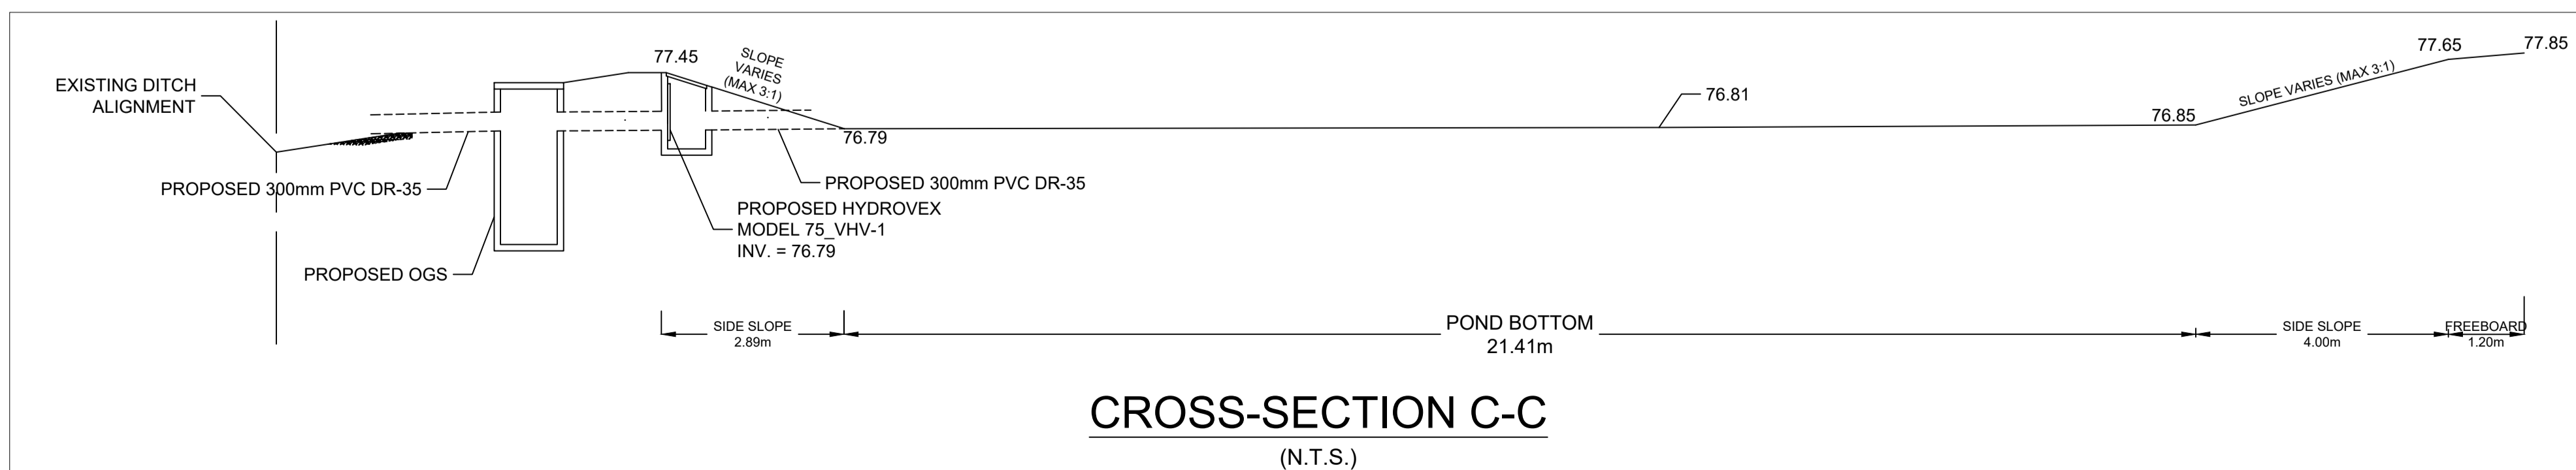 EXISTING DITCH
ALIGNMENT
77.45
SLOPE
VARIES
(MAX 3:1)
77.65
77.85
SLOPE VARIES (MAX 3:1)
76.81
76.85
76.79
PROPOSED 300mm PVC DR-35
PROPOSED 300mm PVC DR-35
PROPOSED HYDROVEX
MODEL 75_VHV-1
INV. = 76.79
PROPOSED OGS
SIDE SLOPE
2.89m
POND BOTTOM
21.41m
SIDE SLOPE
4.00m
FREEBOARD
1.20m
CROSS-SECTION C-C
(N.T.S.)